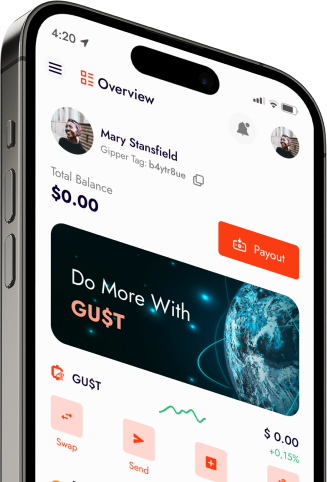 4:20
Overview
Mary Stansfield
Gipper Tag: b4ytr8ue
Total Balance
$0.00
Payout
Do More With
GU$T
GU$T
$ 0.00
+0,15%
Swap
Send